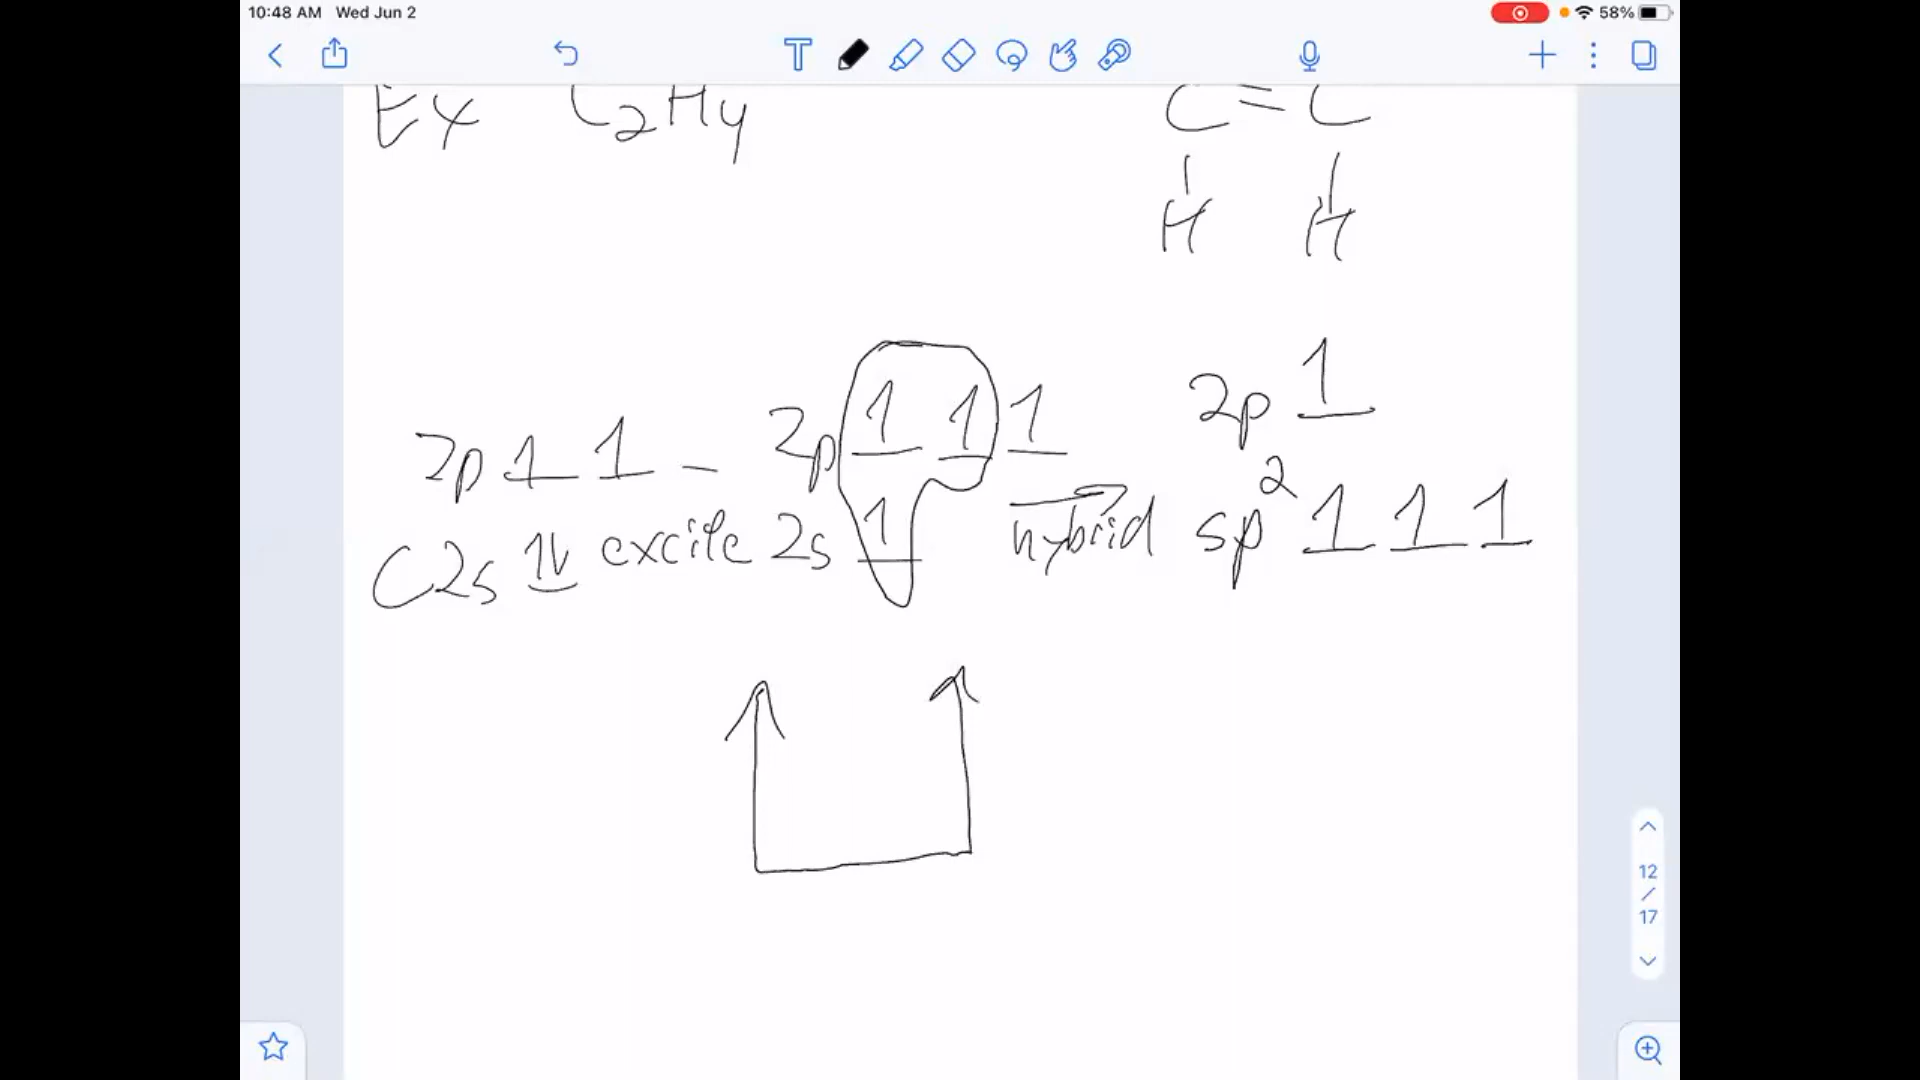 10:48 AM Wed Jun 2
58%
T
Ex C₂H₄
C=C
H H
2p 1 1 _ 2p 1 1 1 2p 1
C2s 1⇂ excite 2s 1 hybrid sp² 1 1 1
12
/
17